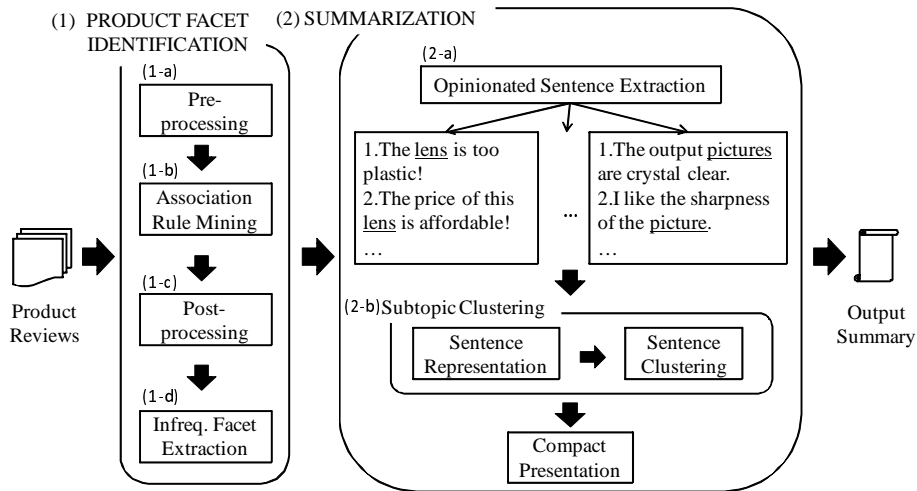 (1) PRODUCT FACET
IDENTIFICATION
(1-a)
Pre-
processing
(1-b)
Association
Rule Mining
(1-c)
Post-
processing
(1-d)
Infreq. Facet
Extraction
Product
Reviews
(2) SUMMARIZATION
(2-a)
Opinionated Sentence Extraction
1.The lens is too
plastic!
2.The price of this
lens is affordable!
...
...
1.The output pictures
are crystal clear.
2.I like the sharpness
of the picture.
...
(2-b)Subtopic Clustering
Sentence
Representation
Sentence
Clustering
Compact
Presentation
Output
Summary